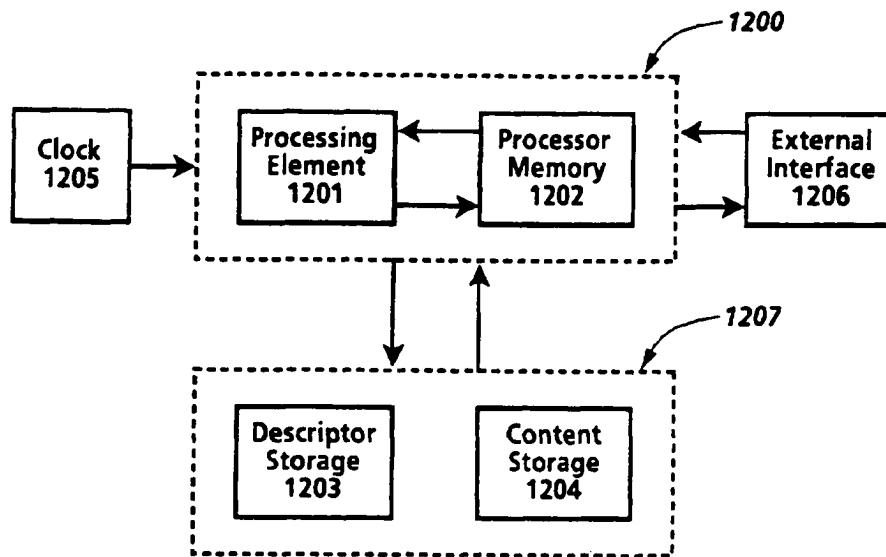 1200
Clock
1205
Processing
Element
1201
Processor
Memory
1202
External
Interface
1206
1207
Descriptor
Storage
1203
Content
Storage
1204